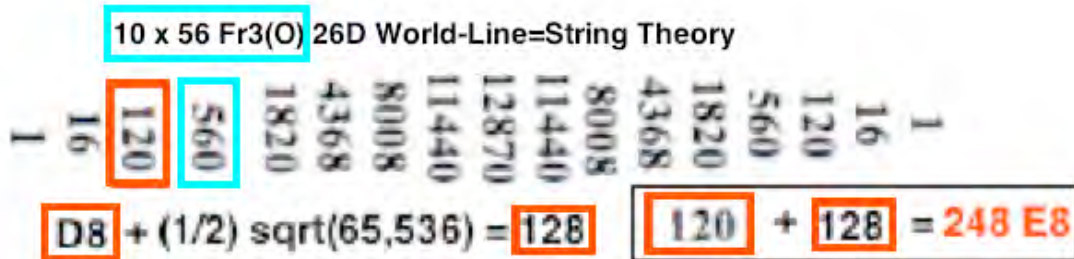 10 x 56 Fr3(O) 26D World-Line=String Theory
1 16 120 560 1820 4368 8008 11440 12870 11440 8008 4368 1820 560 120 16 1
D8 + (1/2) sqrt(65,536) = 128 120 + 128 = 248 E8